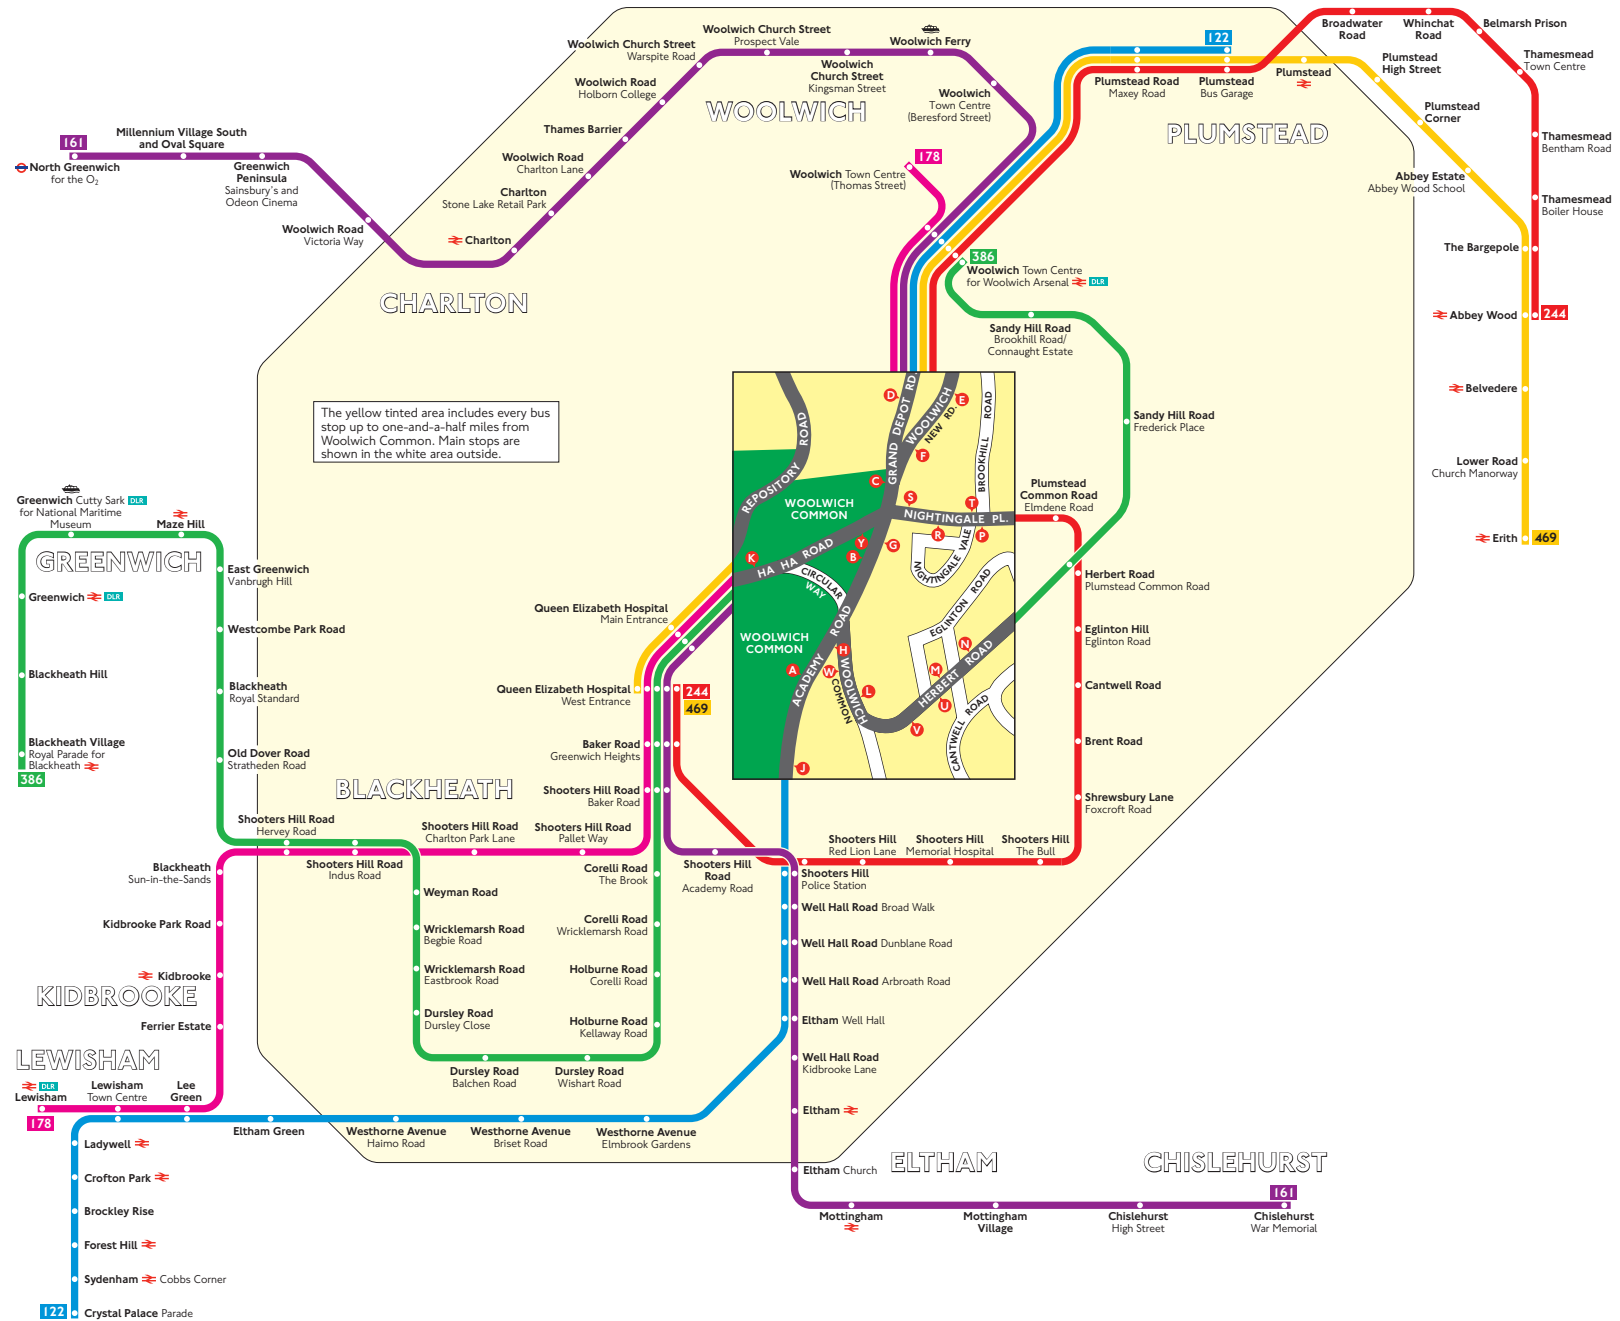 161
North Greenwich
for the O2
Millennium Village South
and Oval Square
Greenwich
Peninsula
Sainsbury's and
Odeon Cinema
Woolwich Road
Victoria Way
Charlton
Charlton
Stone Lake Retail Park
Woolwich Road
Charlton Lane
Thames Barrier
Woolwich Road
Holborn College
Woolwich Church Street
Warspite Road
Woolwich Church Street
Prospect Vale
Woolwich
Church Street
Kingsman Street
Woolwich Ferry
Woolwich
Town Centre
(Beresford Street)
WOOLWICH
CHARLTON
PLUMSTEAD
178
Woolwich Town Centre
(Thomas Street)
122
Plumstead Road
Maxey Road
Plumstead
Bus Garage
Plumstead
Broadwater
Road
Whinchat
Road
Belmarsh Prison
Thamesmead
Town Centre
Plumstead
High Street
Plumstead
Corner
Thamesmead
Bentham Road
Abbey Estate
Abbey Wood School
Thamesmead
Boiler House
The Bargepole
Abbey Wood
244
Belvedere
Lower Road
Church Manorway
Erith
469
386
Woolwich Town Centre
for Woolwich Arsenal DLR
Sandy Hill Road
Brookhill Road/
Connaught Estate
Sandy Hill Road
Frederick Place
Plumstead
Common Road
Elmdene Road
Herbert Road
Plumstead Common Road
Eglinton Hill
Eglinton Road
Cantwell Road
Brent Road
Shrewsbury Lane
Foxcroft Road
The yellow tinted area includes every bus
stop up to one-and-a-half miles from
Woolwich Common. Main stops are
shown in the white area outside.
REPOSITORY ROAD
GRAND DEPOT RD.
WOOLWICH
NEW RD.
BROOKHILL ROAD
WOOLWICH
COMMON
NIGHTINGALE PL.
NIGHTINGALE VALE
HA HA ROAD
CIRCULAR
WAY
WOOLWICH
COMMON
ACADEMY ROAD
WOOLWICH
COMMON
EGLINTON ROAD
HERBERT ROAD
CANTWELL ROAD
D
E
F
C
S
T
R
P
Y
B
G
K
H
A
W
L
M
N
U
V
J
Greenwich Cutty Sark DLR
for National Maritime
Museum
Maze Hill
GREENWICH
East Greenwich
Vanbrugh Hill
Greenwich DLR
Westcombe Park Road
Blackheath Hill
Blackheath
Royal Standard
Blackheath Village
Royal Parade for
Blackheath
386
Old Dover Road
Stratheden Road
Queen Elizabeth Hospital
Main Entrance
Queen Elizabeth Hospital
West Entrance
244
469
Baker Road
Greenwich Heights
Shooters Hill Road
Baker Road
BLACKHEATH
Shooters Hill Road
Hervey Road
Shooters Hill Road
Indus Road
Shooters Hill Road
Charlton Park Lane
Shooters Hill Road
Pallet Way
Shooters Hill
Road
Academy Road
Shooters Hill
Red Lion Lane
Shooters Hill
Memorial Hospital
Shooters Hill
The Bull
Shooters Hill
Police Station
Blackheath
Sun-in-the-Sands
Kidbrooke Park Road
Kidbrooke
KIDBROOKE
Ferrier Estate
Weyman Road
Wricklemarsh Road
Begbie Road
Wricklemarsh Road
Eastbrook Road
Dursley Road
Dursley Close
Dursley Road
Balchen Road
Dursley Road
Wishart Road
Corelli Road
The Brook
Corelli Road
Wricklemarsh Road
Holburne Road
Corelli Road
Holburne Road
Kellaway Road
Well Hall Road Broad Walk
Well Hall Road Dunblane Road
Well Hall Road Arbroath Road
Eltham Well Hall
Well Hall Road
Kidbrooke Lane
Eltham
Eltham Church
LEWISHAM
DLR
Lewisham
178
Lewisham
Town Centre
Lee
Green
Eltham Green
Westhorne Avenue
Haimo Road
Westhorne Avenue
Briset Road
Westhorne Avenue
Elmbrook Gardens
Ladywell
Crofton Park
Brockley Rise
Forest Hill
Sydenham Cobbs Corner
122
Crystal Palace Parade
ELTHAM
CHISLEHURST
Mottingham
Mottingham
Village
Chislehurst
High Street
161
Chislehurst
War Memorial